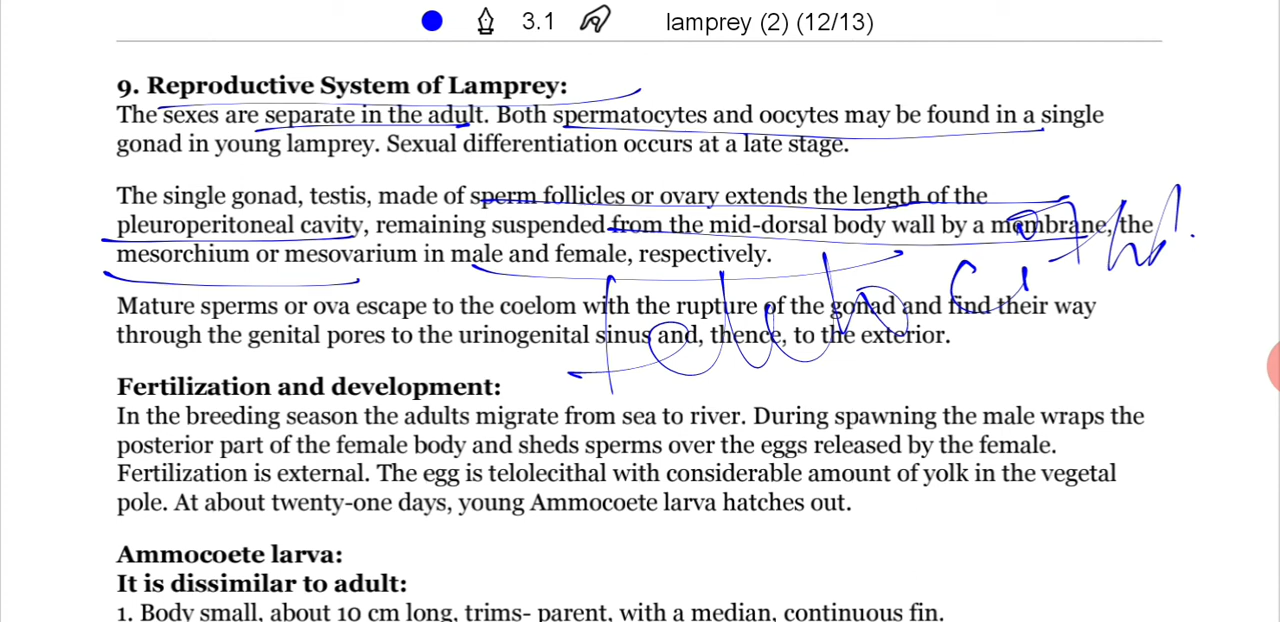 3.1 lamprey (2) (12/13)
9. Reproductive System of Lamprey:
The sexes are separate in the adult. Both spermatocytes and oocytes may be found in a single
gonad in young lamprey. Sexual differentiation occurs at a late stage.
The single gonad, testis, made of sperm follicles or ovary extends the length of the
pleuroperitoneal cavity, remaining suspended from the mid-dorsal body wall by a membrane, the
mesorchium or mesovarium in male and female, respectively.
Mature sperms or ova escape to the coelom with the rupture of the gonad and find their way
through the genital pores to the urinogenital sinus and, thence, to the exterior.
Fertilization and development:
In the breeding season the adults migrate from sea to river. During spawning the male wraps the
posterior part of the female body and sheds sperms over the eggs released by the female.
Fertilization is external. The egg is telolecithal with considerable amount of yolk in the vegetal
pole. At about twenty-one days, young Ammocoete larva hatches out.
Ammocoete larva:
It is dissimilar to adult:
1. Body small, about 10 cm long, trims- parent, with a median, continuous fin.